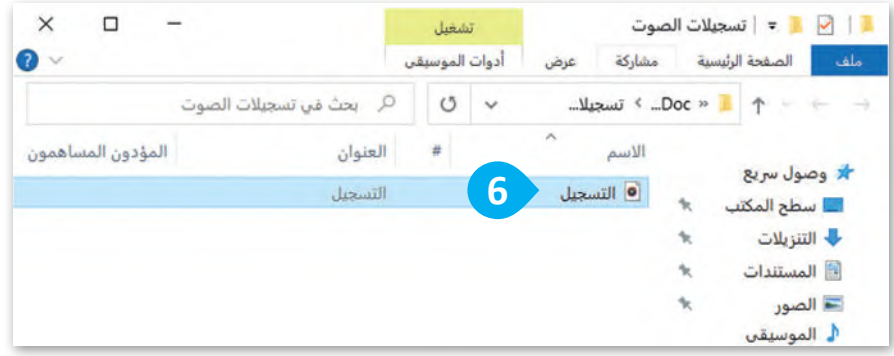 تسجيلات الصوت
تشغيل
ملف الصفحة الرئيسية مشاركة عرض أدوات الموسيقى
Doc... « تسجيلا... ›
بحث في تسجيلات الصوت
الاسم # العنوان المؤدون المساهمون
التسجيل التسجيل
6
وصول سريع
سطح المكتب
التنزيلات
المستندات
الصور
الموسيقى